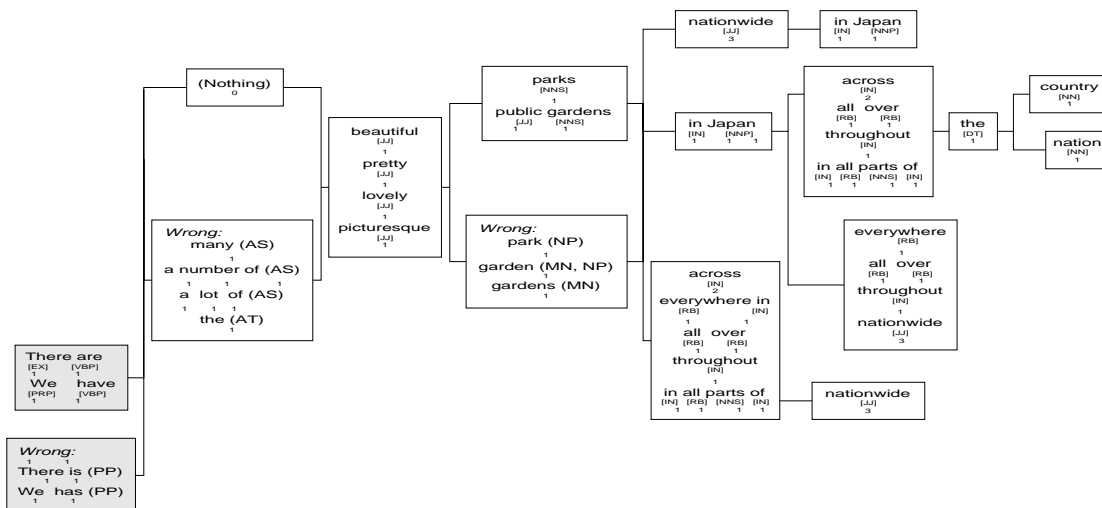 There are
[EX] [VBP]
1 1
We have
[PRP] [VBP]
1 1
Wrong:
1 1
There is (PP)
1 1
We has (PP)
1 1
(Nothing)
0
Wrong:
many (AS)
1
a number of (AS)
1 1 1
a lot of (AS)
1 1 1
the (AT)
1
beautiful
[JJ]
1
pretty
[JJ]
1
lovely
[JJ]
1
picturesque
[JJ]
1
parks
[NNS]
1
public gardens
[JJ] [NNS]
1 1
Wrong:
park (NP)
1
garden (MN, NP)
1
gardens (MN)
1
nationwide
[JJ]
3
in Japan
[IN] [NNP]
1 1
in Japan
[IN] [NNP]
1 1 1
across
[IN]
2
all over
[RB] [RB]
1 1
throughout
[IN]
1
in all parts of
[IN] [RB] [NNS] [IN]
1 1 1 1
the
[DT]
1
country
[NN]
1
nation
[NN]
1
everywhere
[RB]
1
all over
[RB] [RB]
1 1
throughout
[IN]
1
nationwide
[JJ]
3
across
[IN]
2
everywhere in
[RB] [IN]
1 1
all over
[RB] [RB]
1 1
throughout
[IN]
1
in all parts of
[IN] [RB] [NNS] [IN]
1 1 1 1
nationwide
[JJ]
3